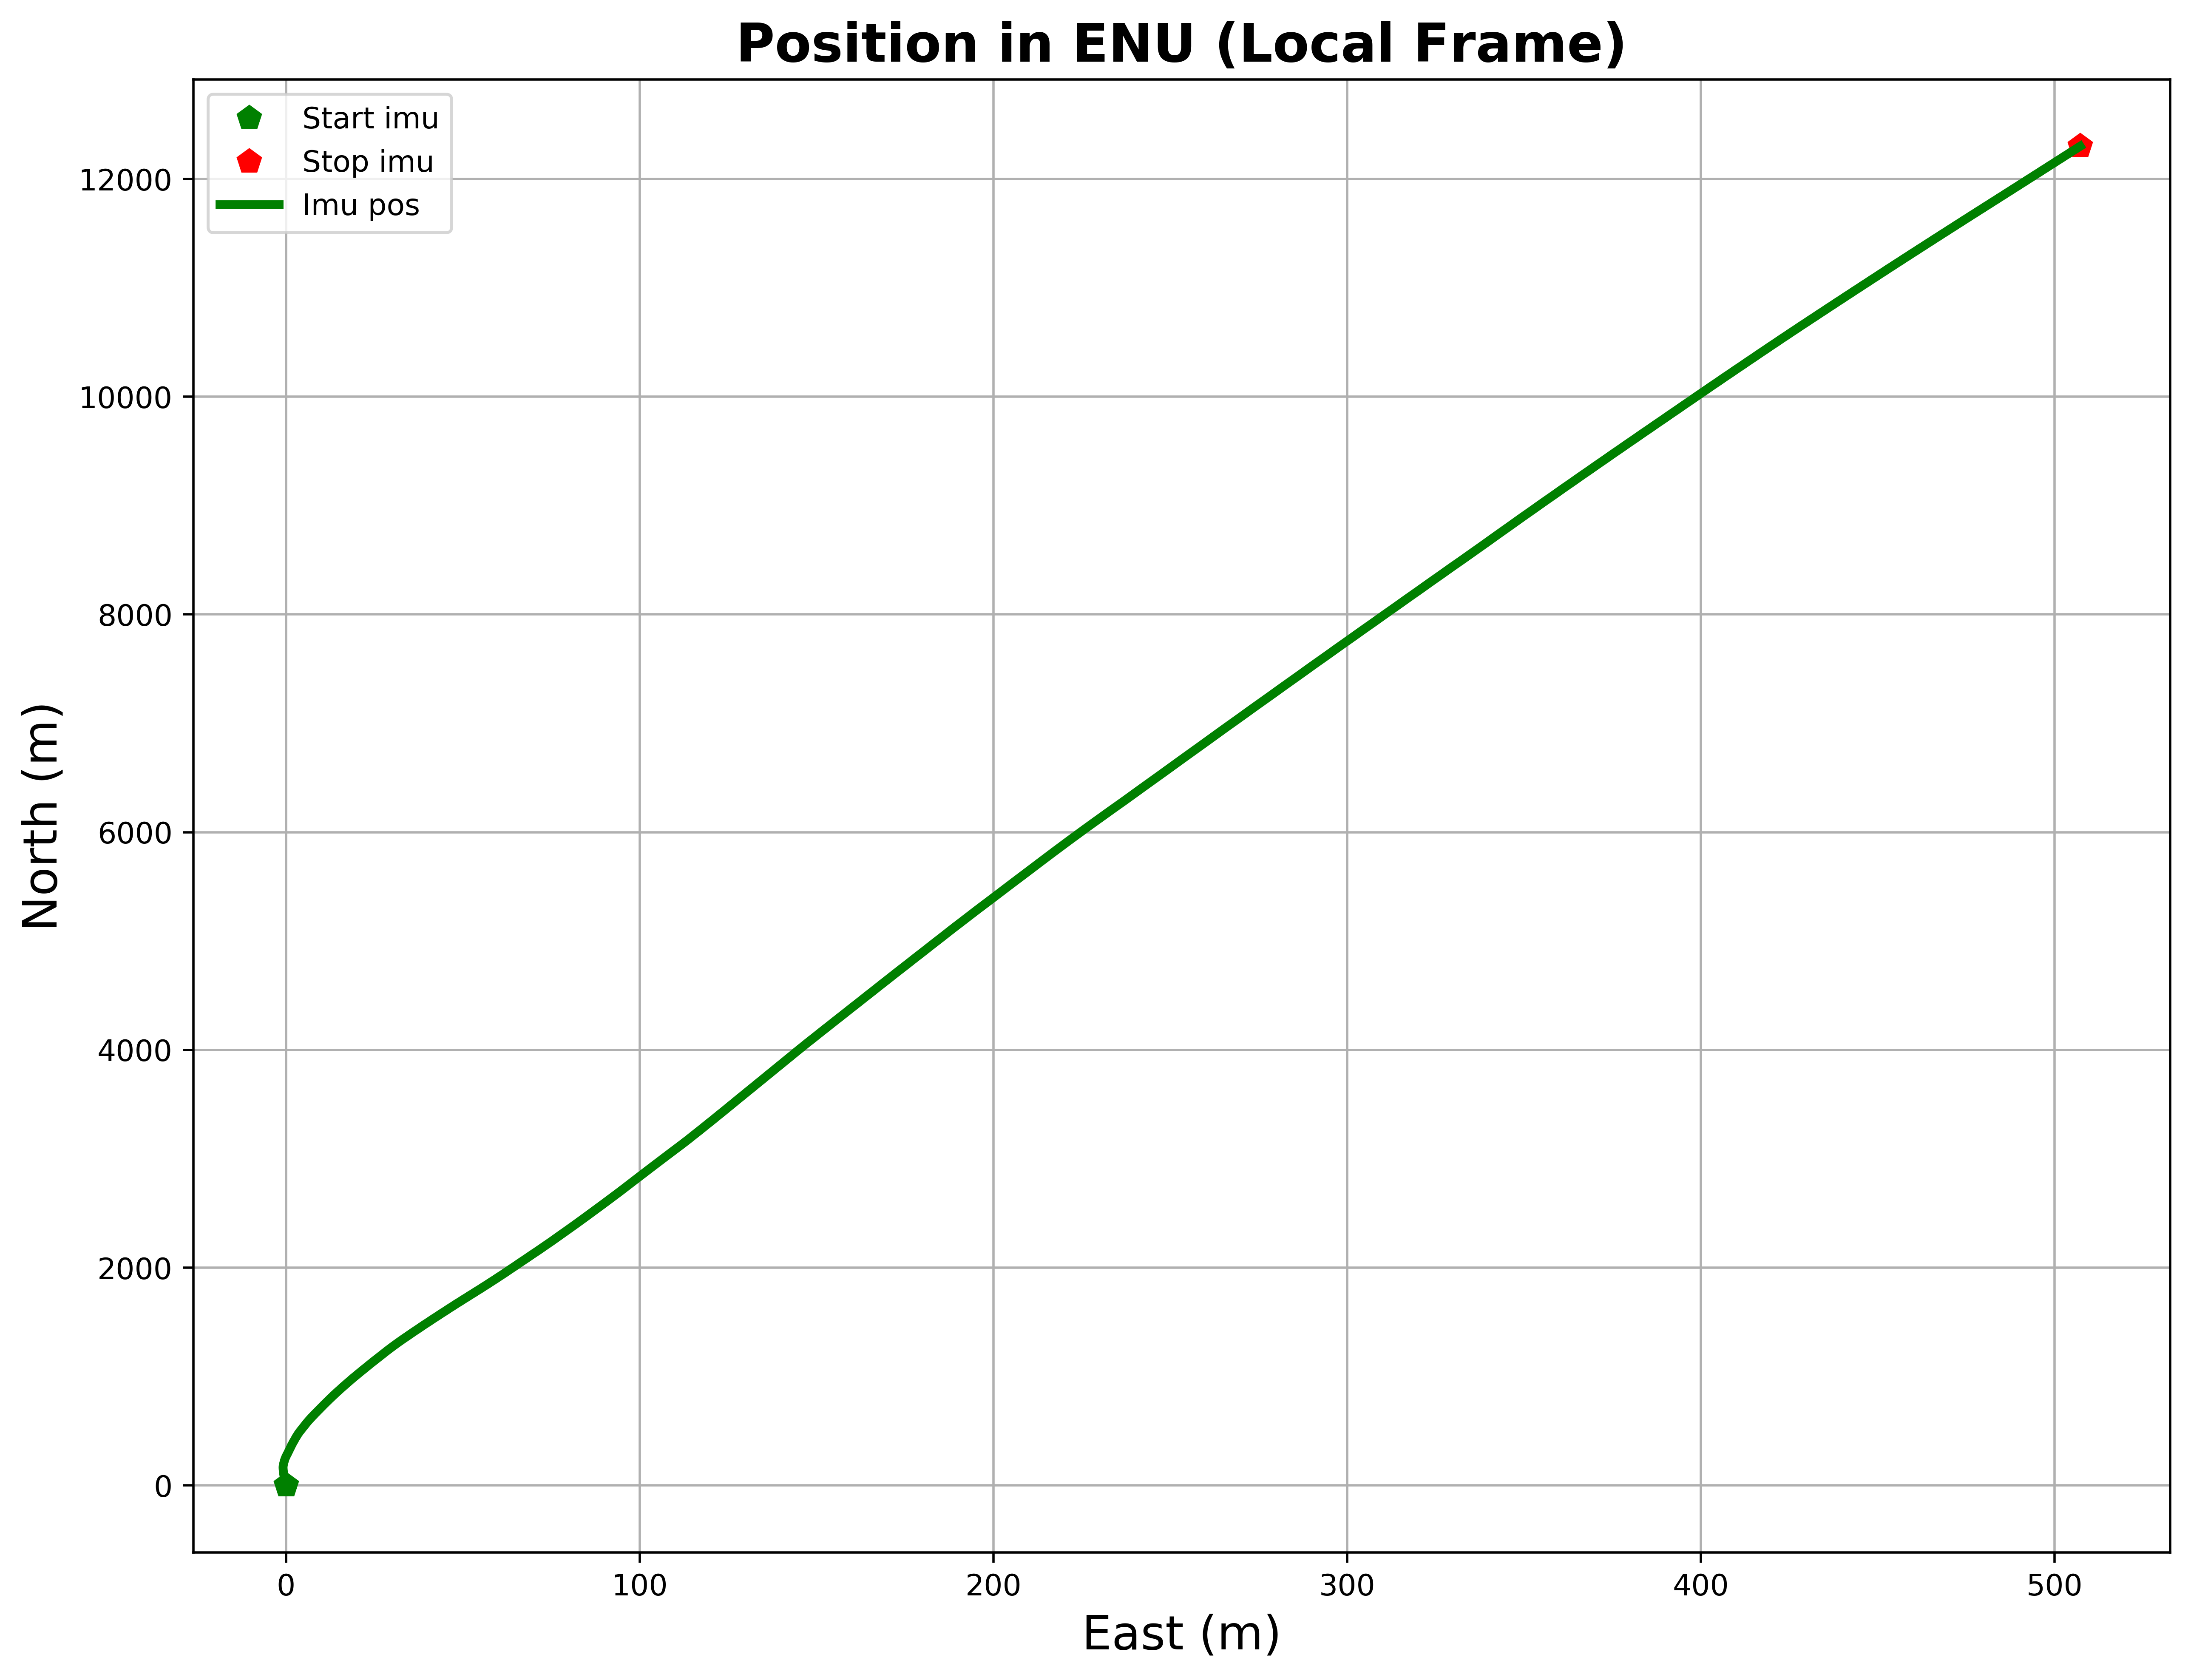 Position in ENU (Local Frame)
Start imu
Stop imu
Imu pos
12000
10000
8000
6000
4000
2000
0
North (m)
0 100 200 300 400 500
East (m)